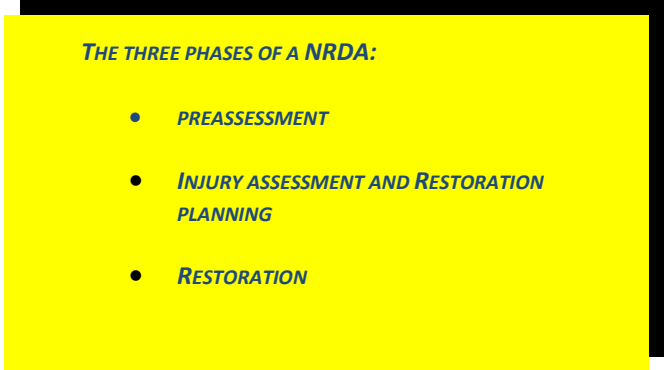 THE THREE PHASES OF A NRDA:
• PREASSESSMENT
• INJURY ASSESSMENT AND RESTORATION
PLANNING
• RESTORATION